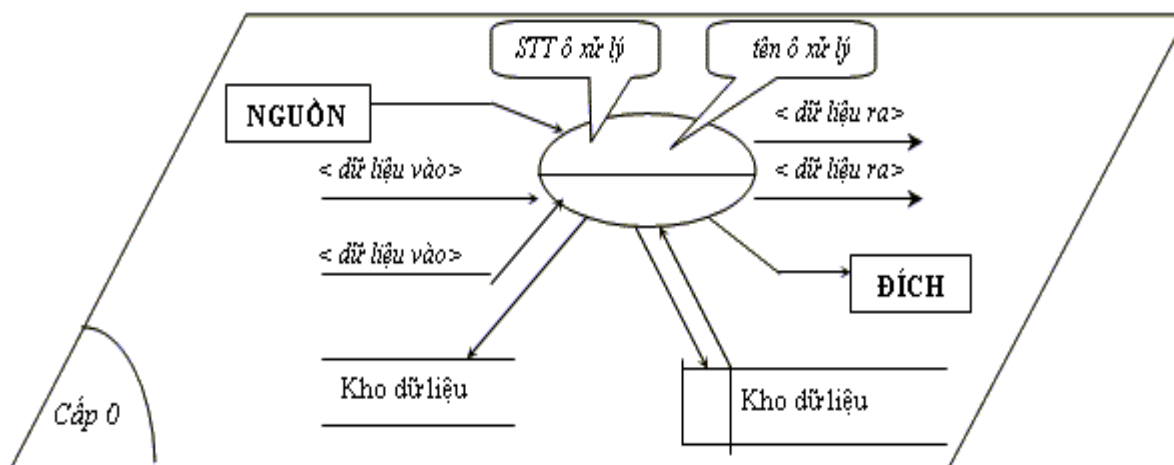 STT ô xử lý
tên ô xử lý
NGUỒN
< dữ liệu ra>
< dữ liệu vào>
< dữ liệu ra>
< dữ liệu vào>
ĐÍCH
Kho dữ liệu
Kho dữ liệu
Cấp 0